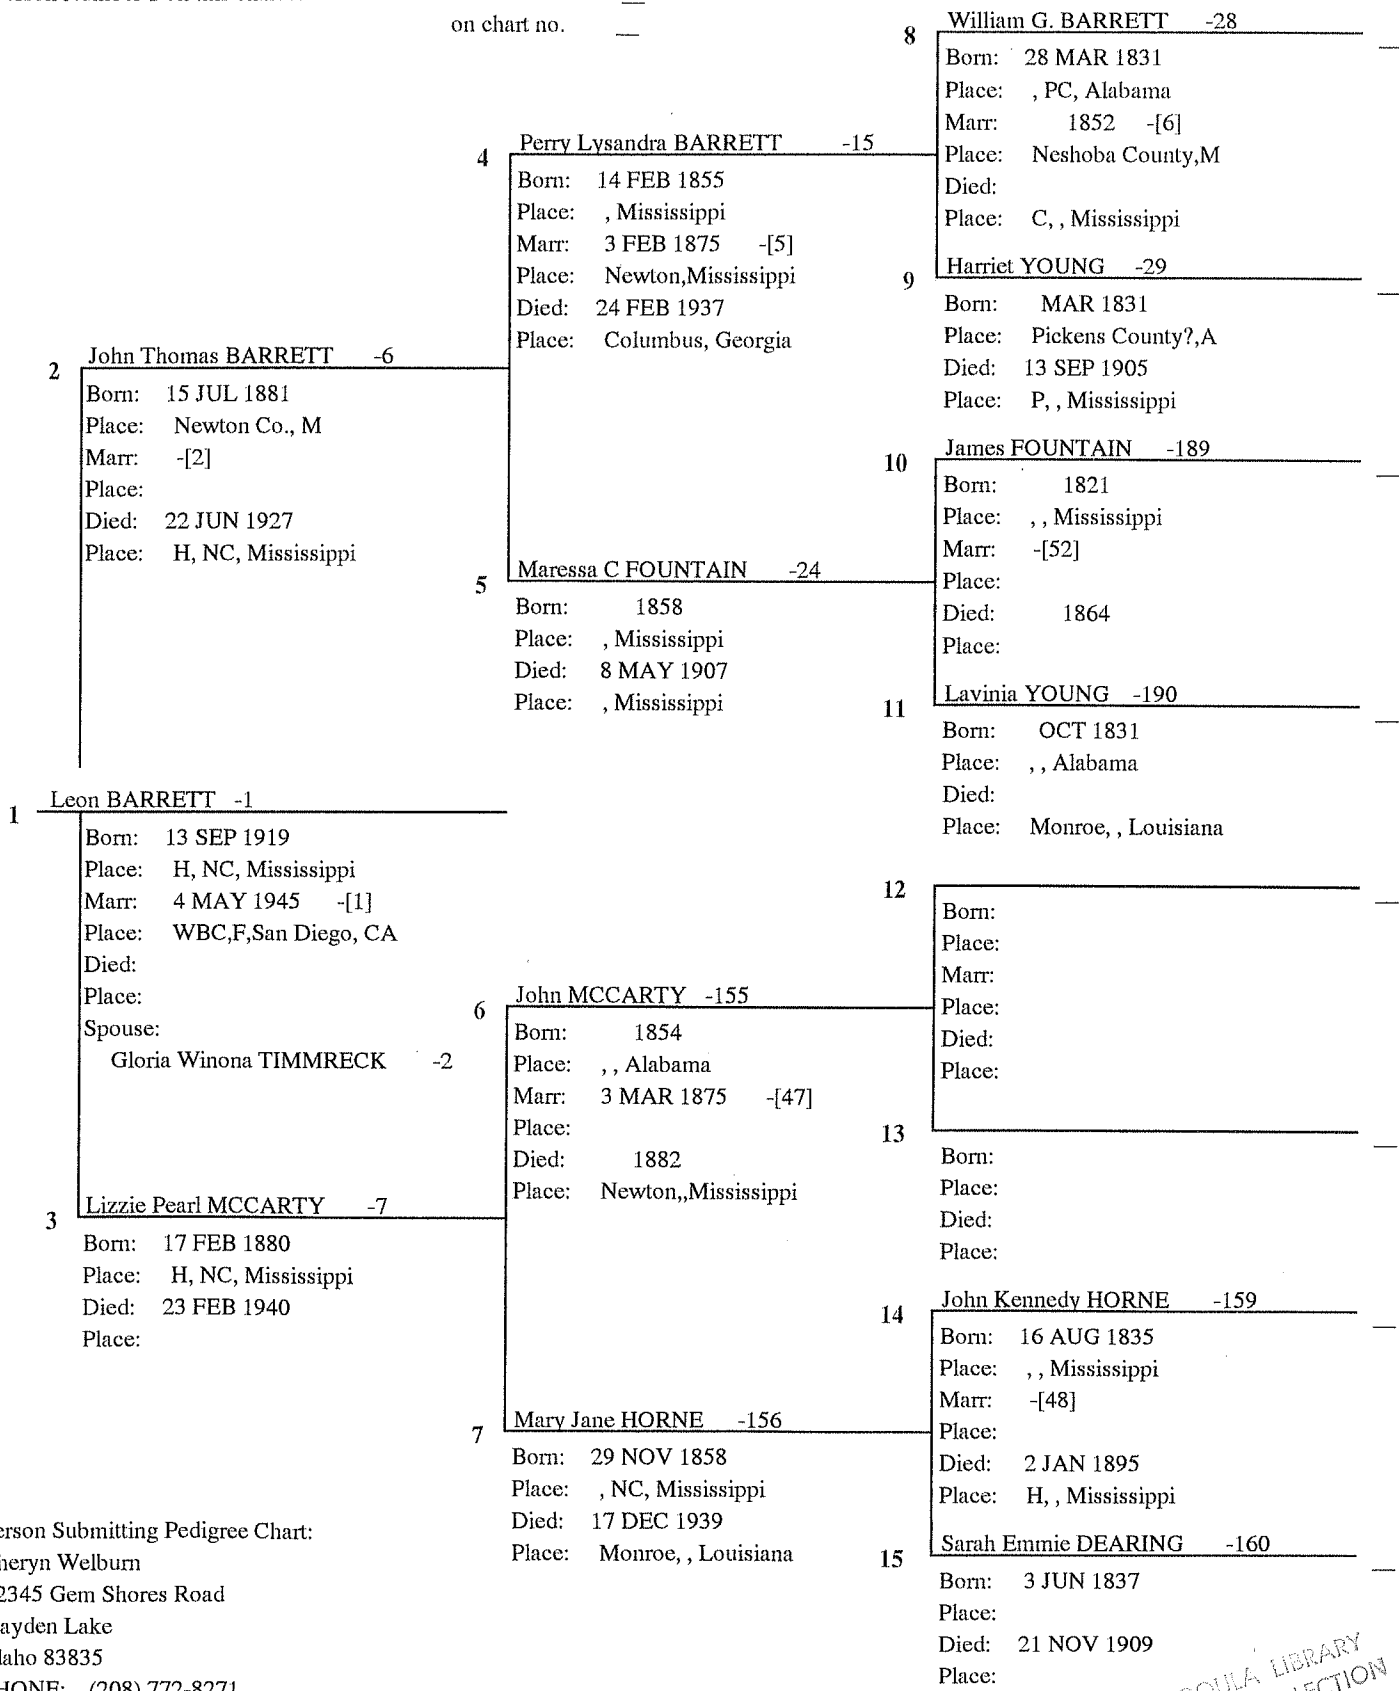 on chart no.
8
William G. BARRETT -28
Born: 28 MAR 1831
Place: , PC, Alabama
Marr: 1852 -[6]
Place: Neshoba County,M
Died:
Place: C, , Mississippi
4
Perry Lysandra BARRETT -15
Born: 14 FEB 1855
Place: , Mississippi
Marr: 3 FEB 1875 -[5]
Place: Newton,Mississippi
Died: 24 FEB 1937
Place: Columbus, Georgia
9
Harriet YOUNG -29
Born: MAR 1831
Place: Pickens County?,A
Died: 13 SEP 1905
Place: P, , Mississippi
2
John Thomas BARRETT -6
Born: 15 JUL 1881
Place: Newton Co., M
Marr: -[2]
Place:
Died: 22 JUN 1927
Place: H, NC, Mississippi
10
James FOUNTAIN -189
Born: 1821
Place: , , Mississippi
Marr: -[52]
Place:
Died: 1864
Place:
5
Maressa C FOUNTAIN -24
Born: 1858
Place: , Mississippi
Died: 8 MAY 1907
Place: , Mississippi
11
Lavinia YOUNG -190
Born: OCT 1831
Place: , , Alabama
Died:
Place: Monroe, , Louisiana
1
Leon BARRETT -1
Born: 13 SEP 1919
Place: H, NC, Mississippi
Marr: 4 MAY 1945 -[1]
Place: WBC,F,San Diego, CA
Died:
Place:
Spouse:
Gloria Winona TIMMRECK -2
12
Born:
Place:
Marr:
Place:
Died:
Place:
6
John MCCARTY -155
Born: 1854
Place: , , Alabama
Marr: 3 MAR 1875 -[47]
Place:
Died: 1882
Place: Newton,,Mississippi
13
Born:
Place:
Died:
Place:
3
Lizzie Pearl MCCARTY -7
Born: 17 FEB 1880
Place: H, NC, Mississippi
Died: 23 FEB 1940
Place:
14
John Kennedy HORNE -159
Born: 16 AUG 1835
Place: , , Mississippi
Marr: -[48]
Place:
Died: 2 JAN 1895
Place: H, , Mississippi
7
Mary Jane HORNE -156
Born: 29 NOV 1858
Place: , NC, Mississippi
Died: 17 DEC 1939
Place: Monroe, , Louisiana
15
Sarah Emmie DEARING -160
Born: 3 JUN 1837
Place:
Died: 21 NOV 1909
Place:
erson Submitting Pedigree Chart:
heryn Welburn
2345 Gem Shores Road
ayden Lake
laho 83835
HONE: (208) 772-8271
OULA LIBRARY
ECTION